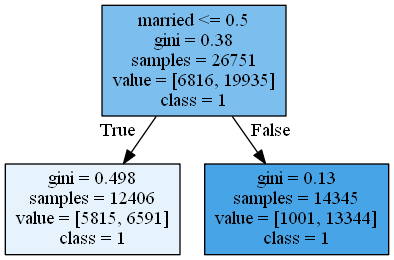 married <= 0.5
gini = 0.38
samples = 26751
value = [6816, 19935]
class = 1
True
False
gini = 0.498
samples = 12406
value = [5815, 6591]
class = 1
gini = 0.13
samples = 14345
value = [1001, 13344]
class = 1